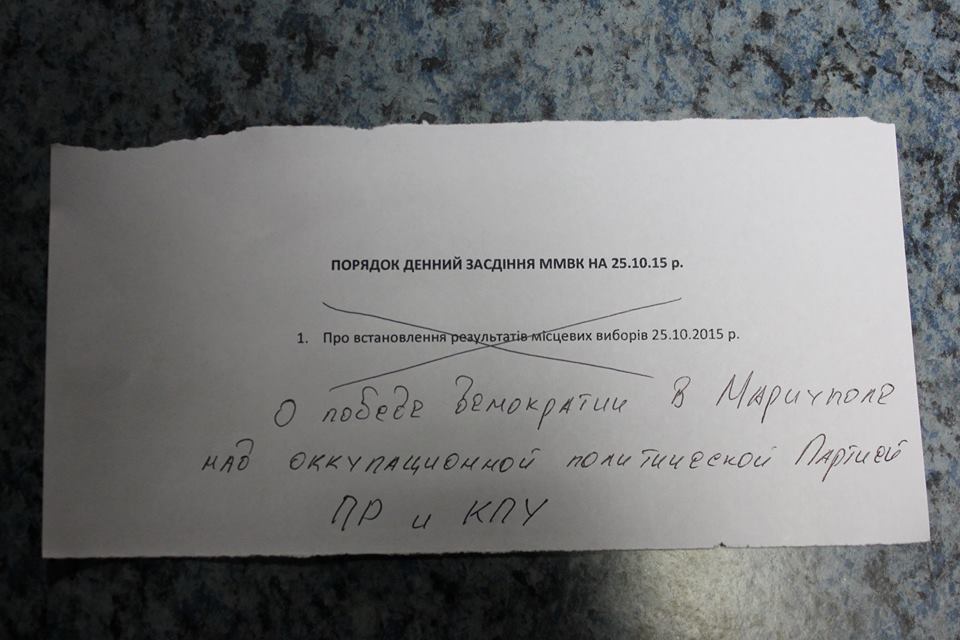 ПОРЯДОК ДЕННИЙ ЗАСДІННЯ ММВК НА 25.10.15 р.
1. Про встановлення результатів місцевих виборів 25.10.2015 р.
О победе демократии в Мариуполе
над оккупационной политической Партией
ПР и КПУ